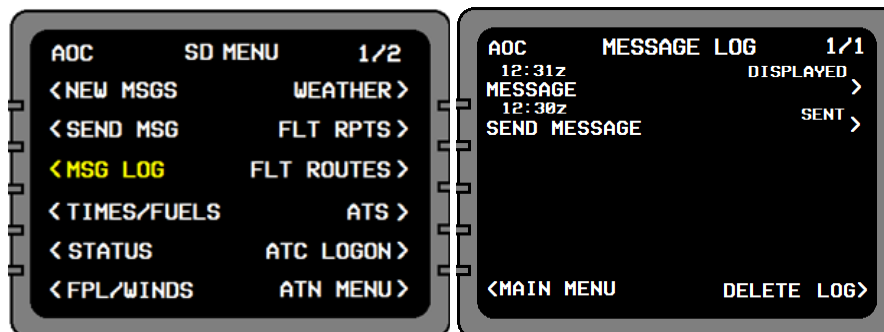 AOC SD MENU 1/2
<NEW MSGS WEATHER>
<SEND MSG FLT RPTS>
<MSG LOG FLT ROUTES>
<TIMES/FUELS ATS>
<STATUS ATC LOGON>
<FPL/WINDS ATN MENU>
AOC MESSAGE LOG 1/1
12:31z DISPLAYED
MESSAGE >
12:30z SENT
SEND MESSAGE >
<MAIN MENU DELETE LOG>